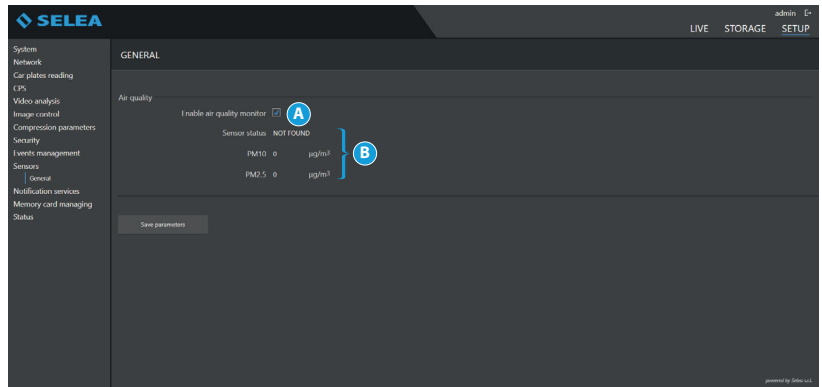 SELEA
admin
LIVE STORAGE SETUP
System
Network
Car plates reading
CPS
Video analysis
Image control
Compression parameters
Security
Events management
Sensors
General
Notification services
Memory card managing
Status
GENERAL
Air quality
Enable air quality monitor A
Sensor status NOT FOUND
PM10 0 µg/m³
PM2.5 0 µg/m³
B
Save parameters
powered by Selea s.r.l.